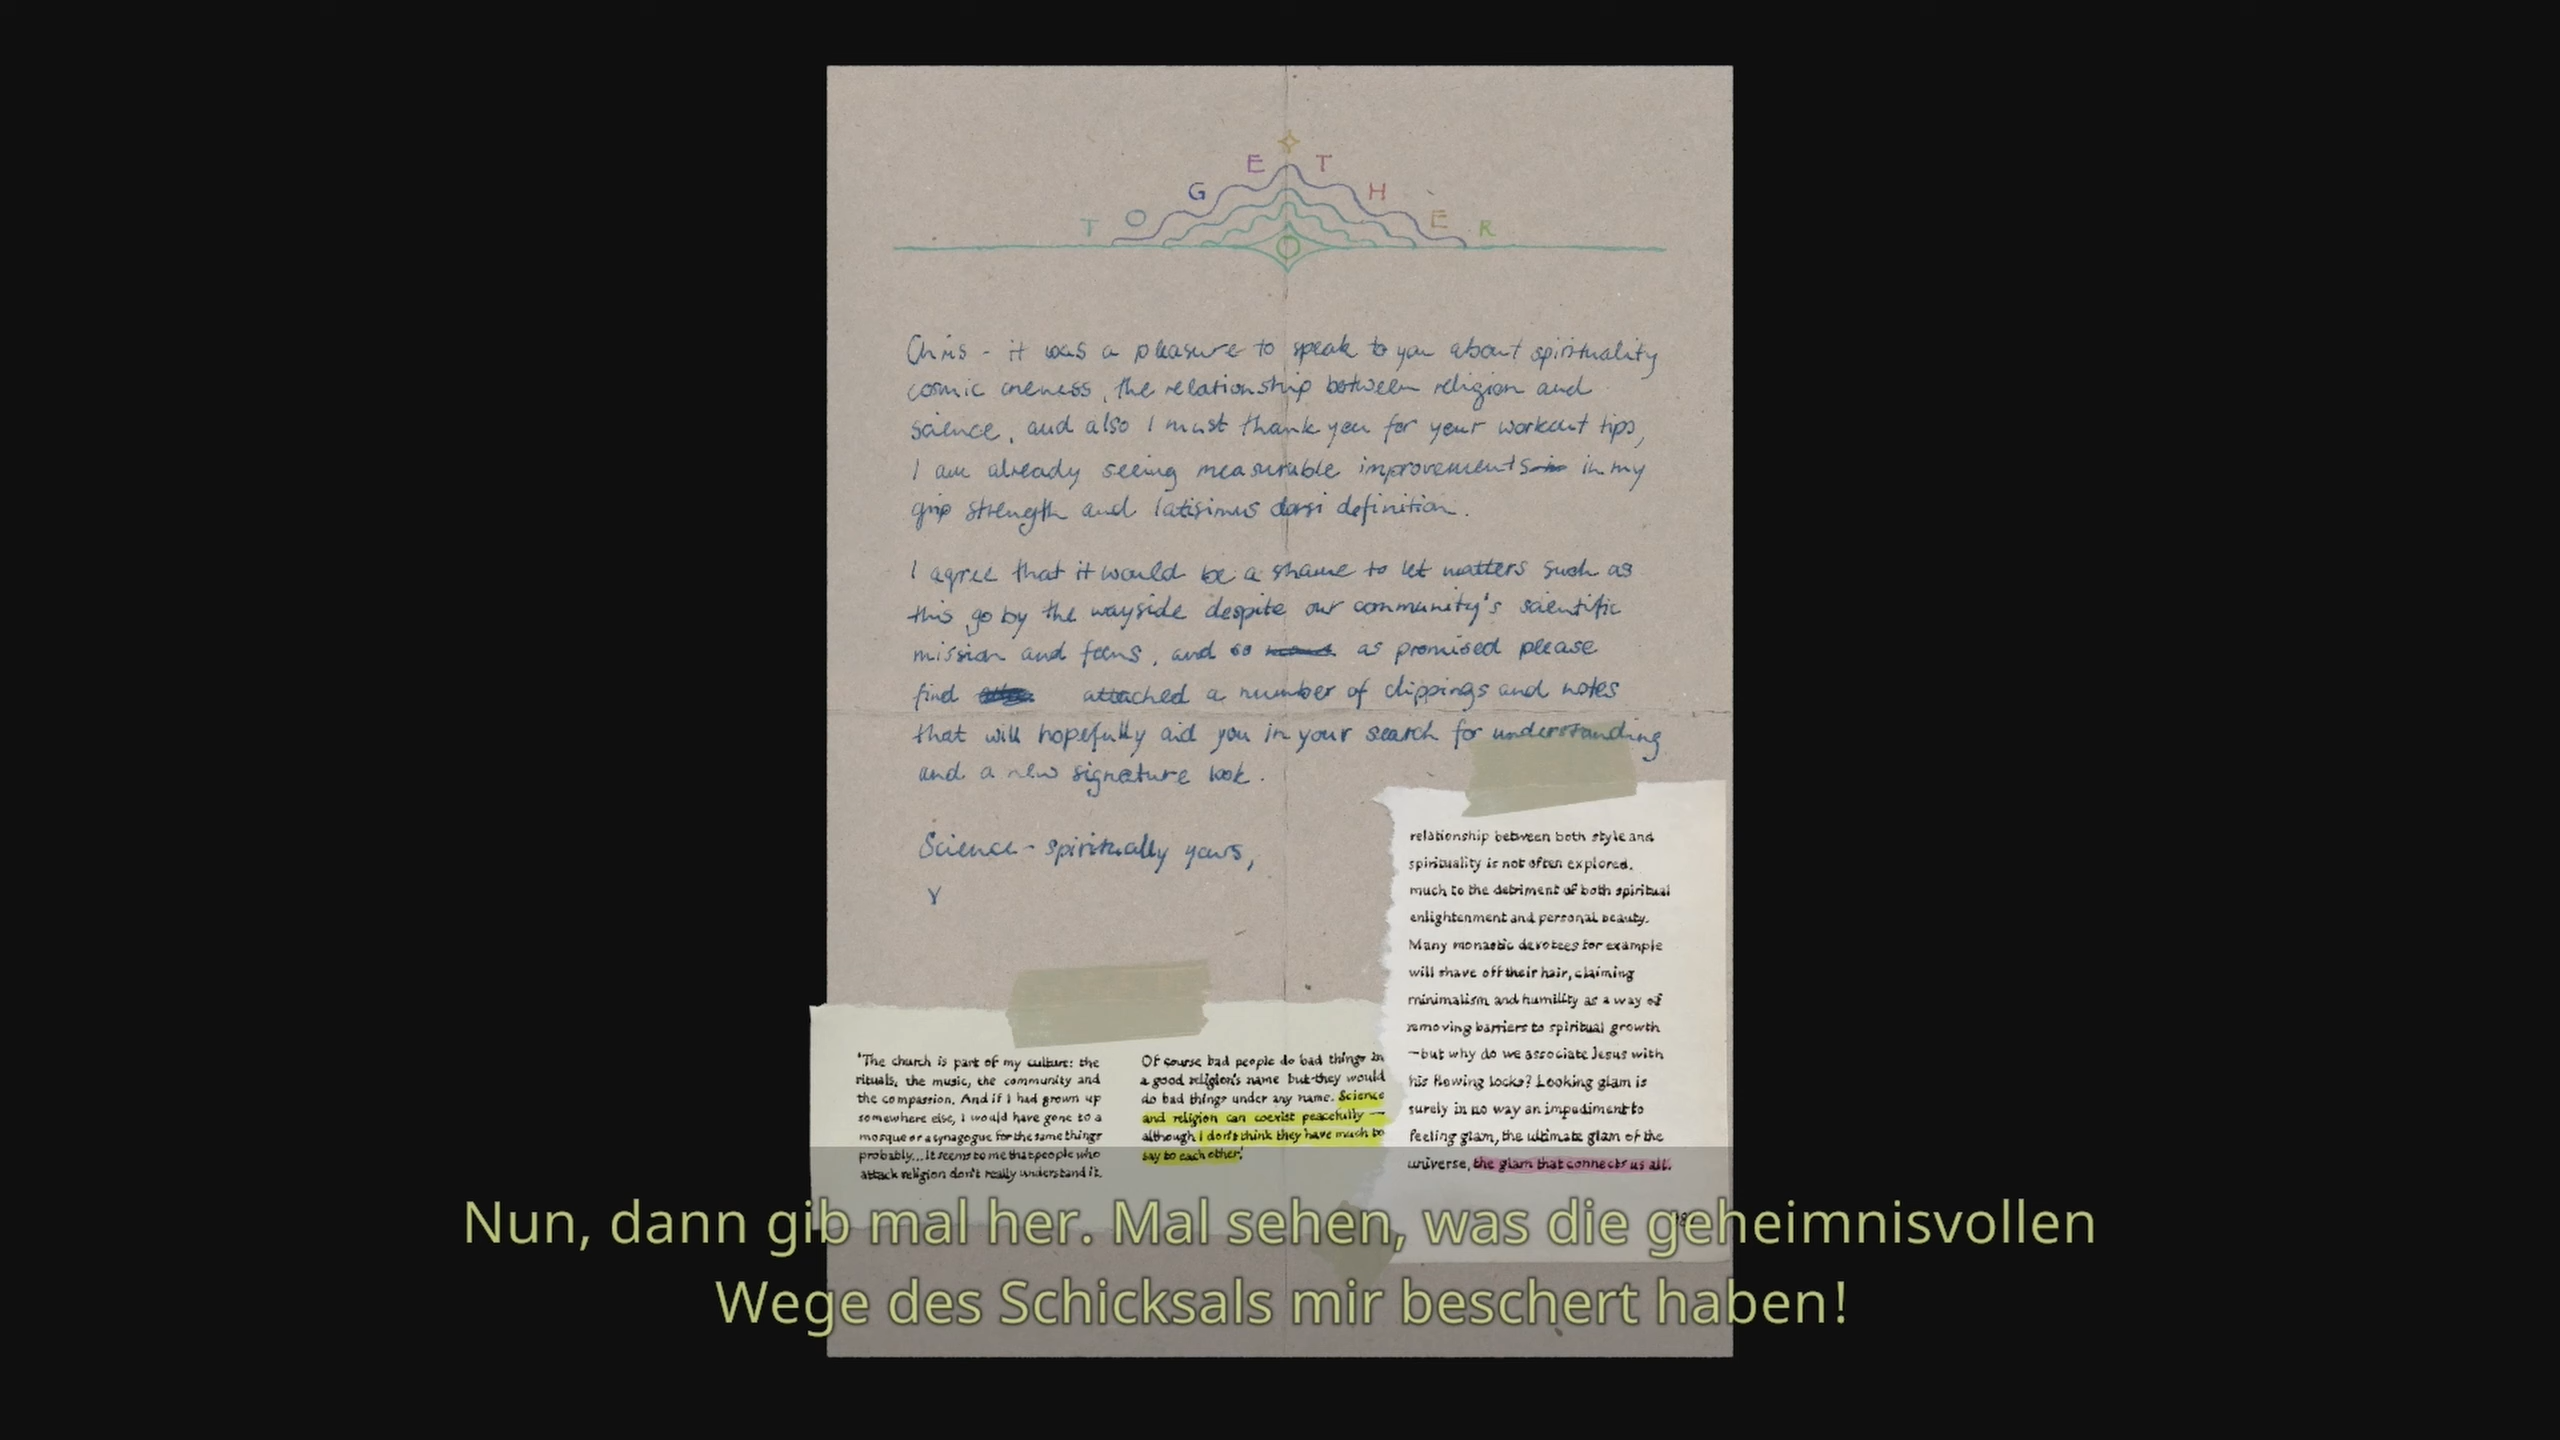 TOGETHER
Chris - it was a pleasure to speak to you about spirituality
cosmic oneness, the relationship between religion and
science, and also I must thank you for your workout tips,
I am already seeing measurable improvements in in my
grip strength and latisimus dorsi definition.
I agree that it would be a shame to let matters such as
this go by the wayside despite our community's scientific
mission and focus, and so as promised please
find attached a number of clippings and notes
that will hopefully aid you in your search for understanding
and a new signature look.
Science-spiritually yours,
Y
'The church is part of my culture: the
rituals, the music, the community and
the compassion. And if I had grown up
somewhere else, I would have gone to a
mosque or a synagogue for the same things
probably... It seems to me that people who
attack religion don't really understand it.
Of course bad people do bad things in
a good religion's name but they would
do bad things under any name. Science
and religion can coexist peacefully —
although I don't think they have much to
say to each other.'
relationship between both style and
spirituality is not often explored.
much to the detriment of both spiritual
enlightenment and personal beauty.
Many monastic devotees for example
will shave off their hair, claiming
minimalism and humility as a way of
removing barriers to spiritual growth
—but why do we associate Jesus with
his flowing locks? Looking glam is
surely in no way an impediment to
feeling glam, the ultimate glam of the
universe, the glam that connects us all.
Nun, dann gib mal her. Mal sehen, was die geheimnisvollen
Wege des Schicksals mir beschert haben!